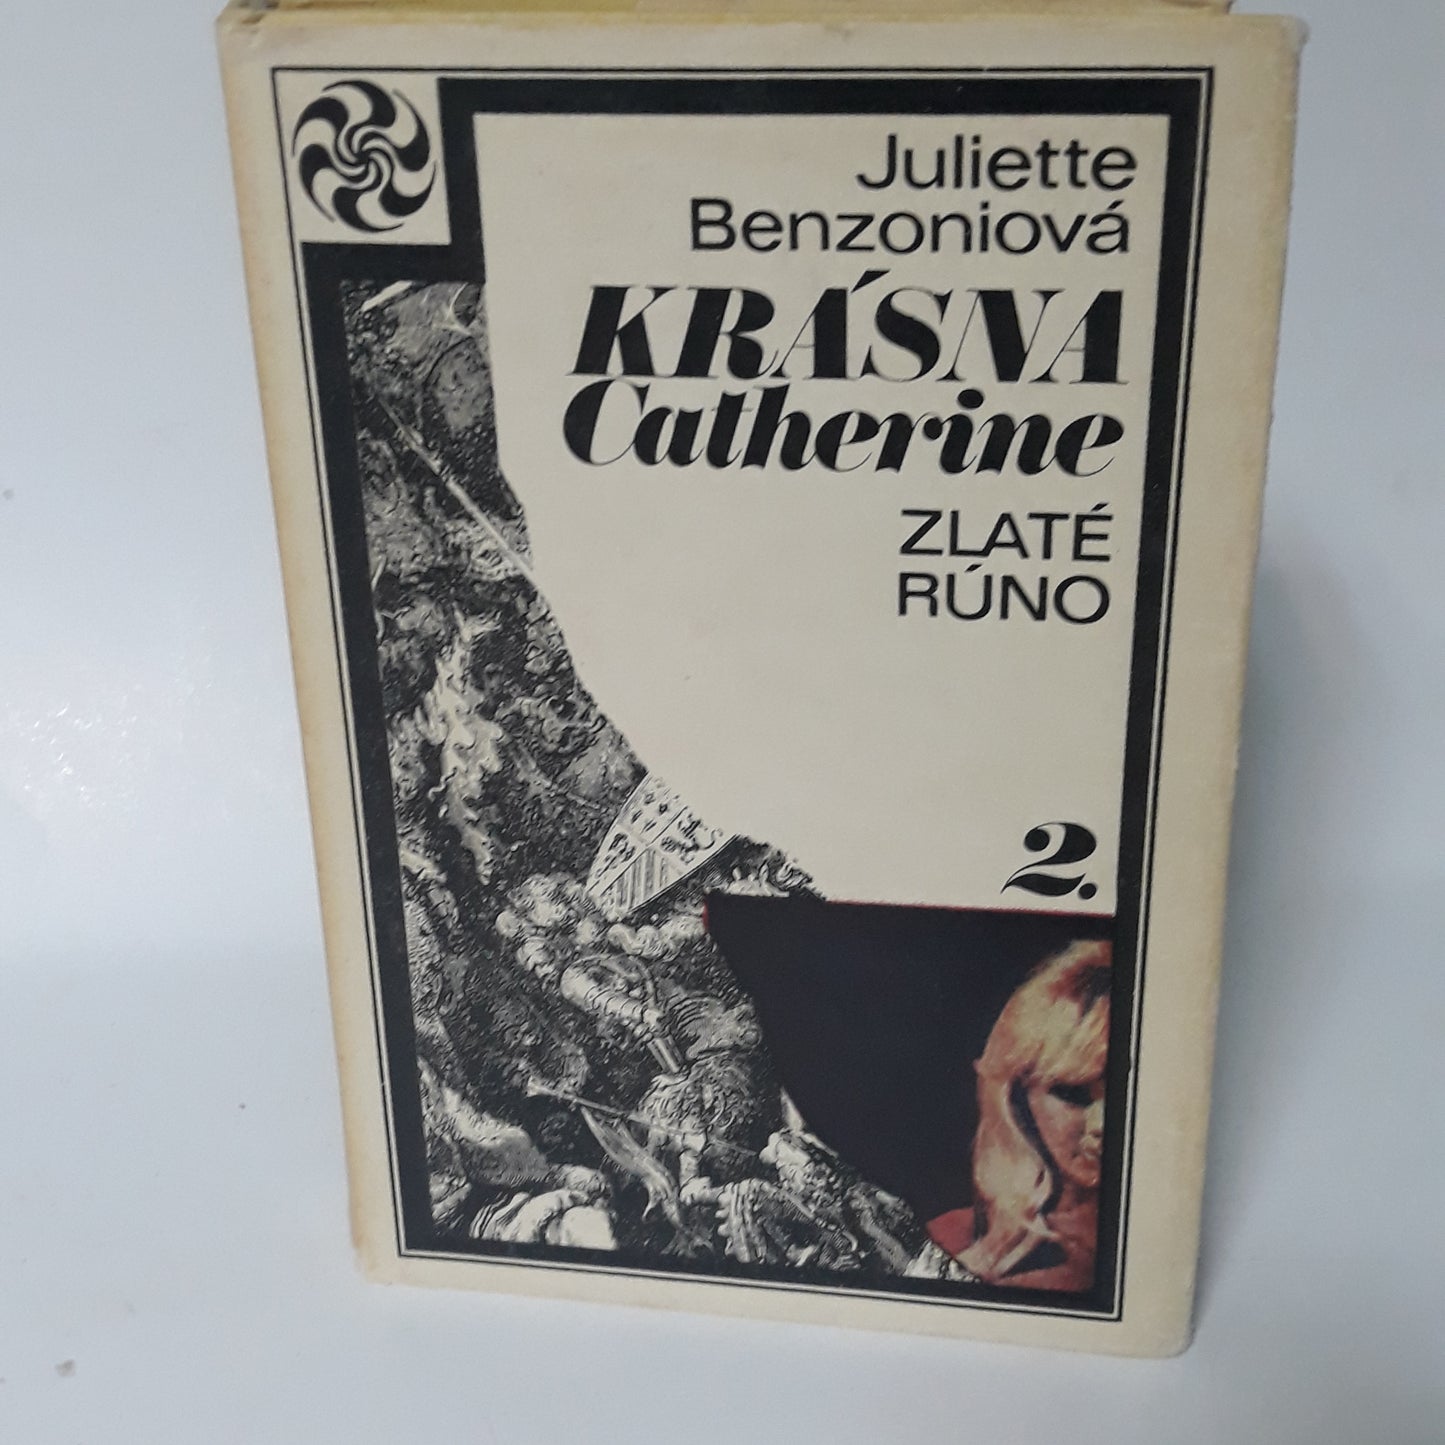 Juliette
Benzoniová
KRÁSNA
Catherine
ZLATÉ
RÚNO
2.